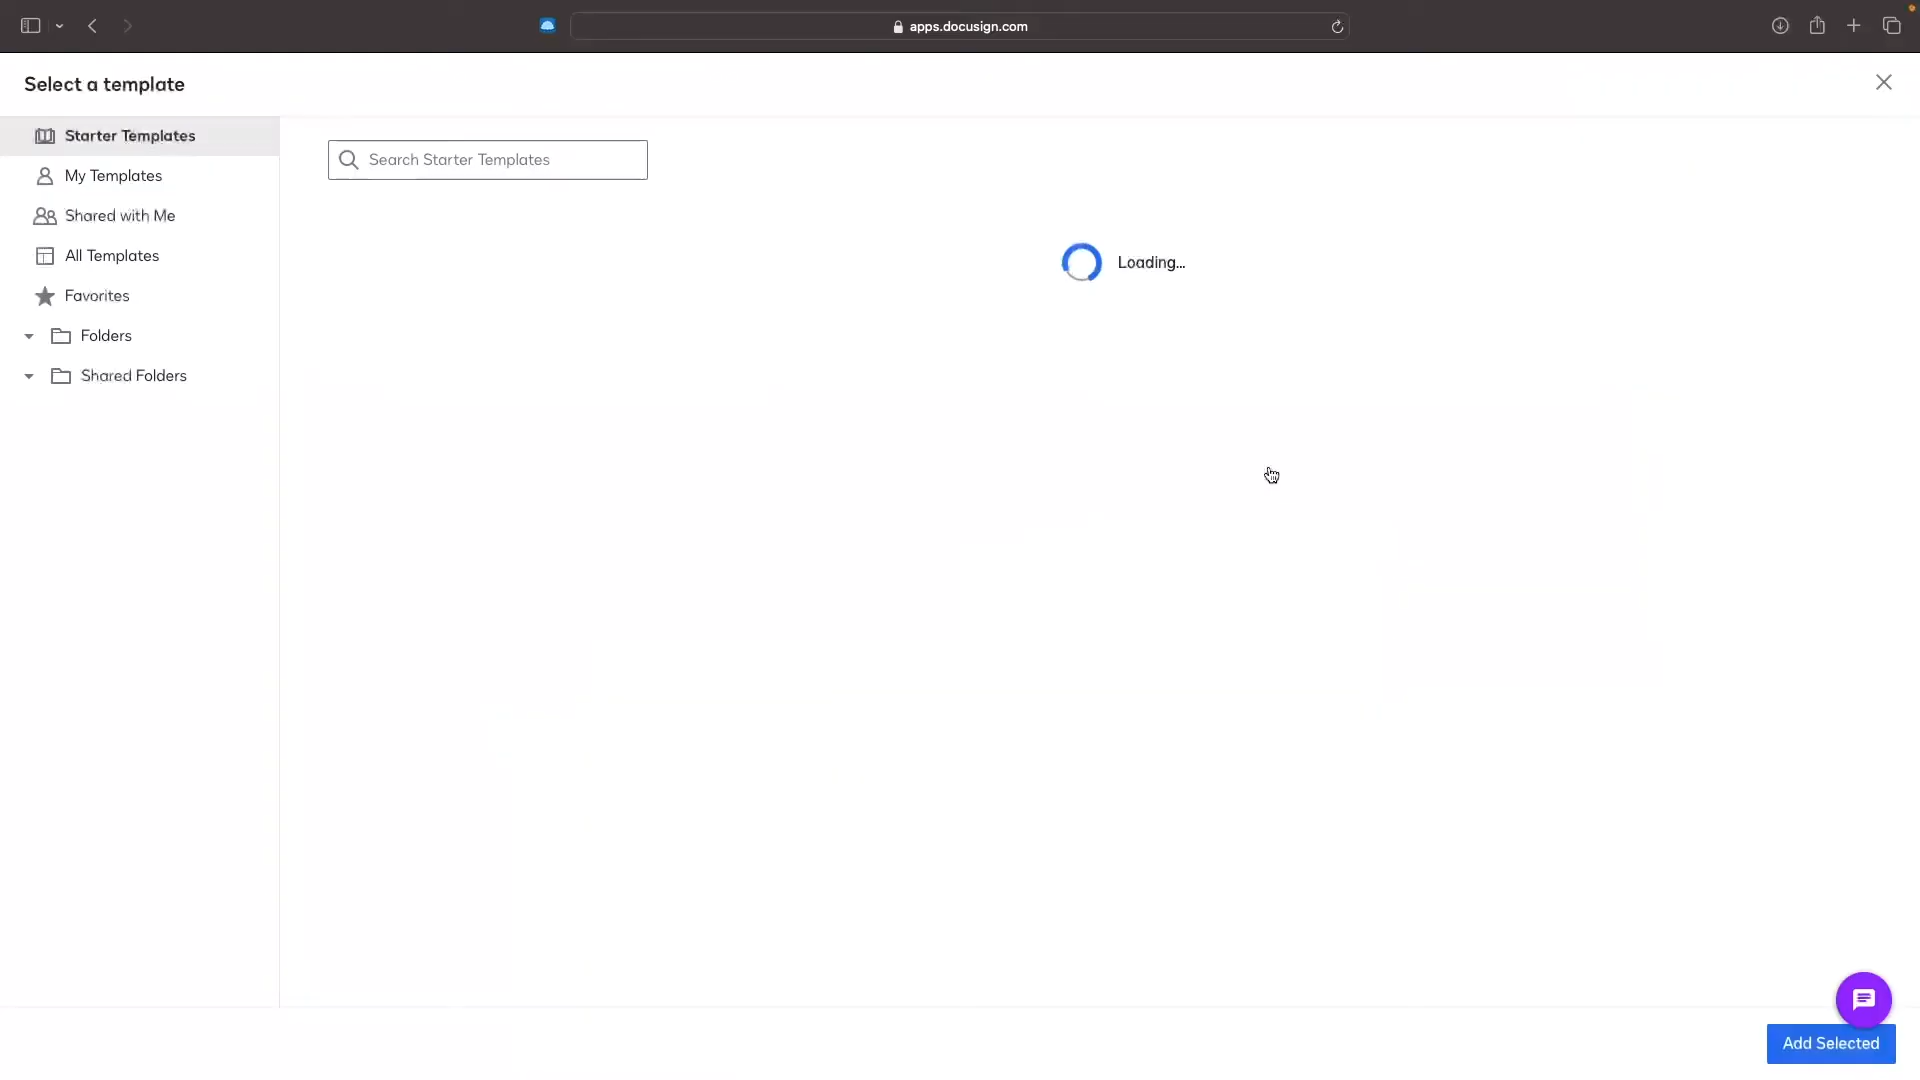 apps.docusign.com
Select a template
Starter Templates
My Templates
Shared with Me
All Templates
Favorites
Folders
Shared Folders
Search Starter Templates
Loading...
Add Selected